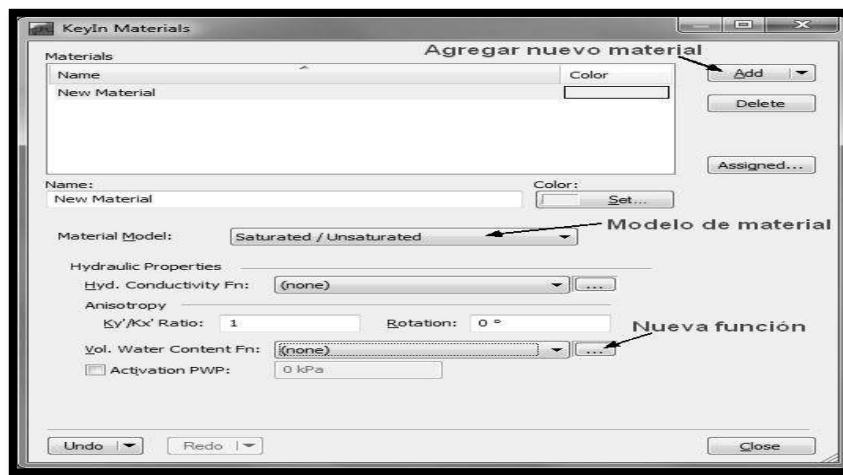 KeyIn Materials
Agregar nuevo material
Materials
Name Color
New Material
Add
Delete
Assigned...
Name: Color:
New Material Set...
Modelo de material
Material Model: Saturated / Unsaturated
Hydraulic Properties
Hyd. Conductivity Fn: (none) ...
Anisotropy
Ky'/Kx' Ratio: 1 Rotation: 0 °
Nueva función
Vol. Water Content Fn: (none) ...
Activation PWP: 0 kPa
Undo Redo Close